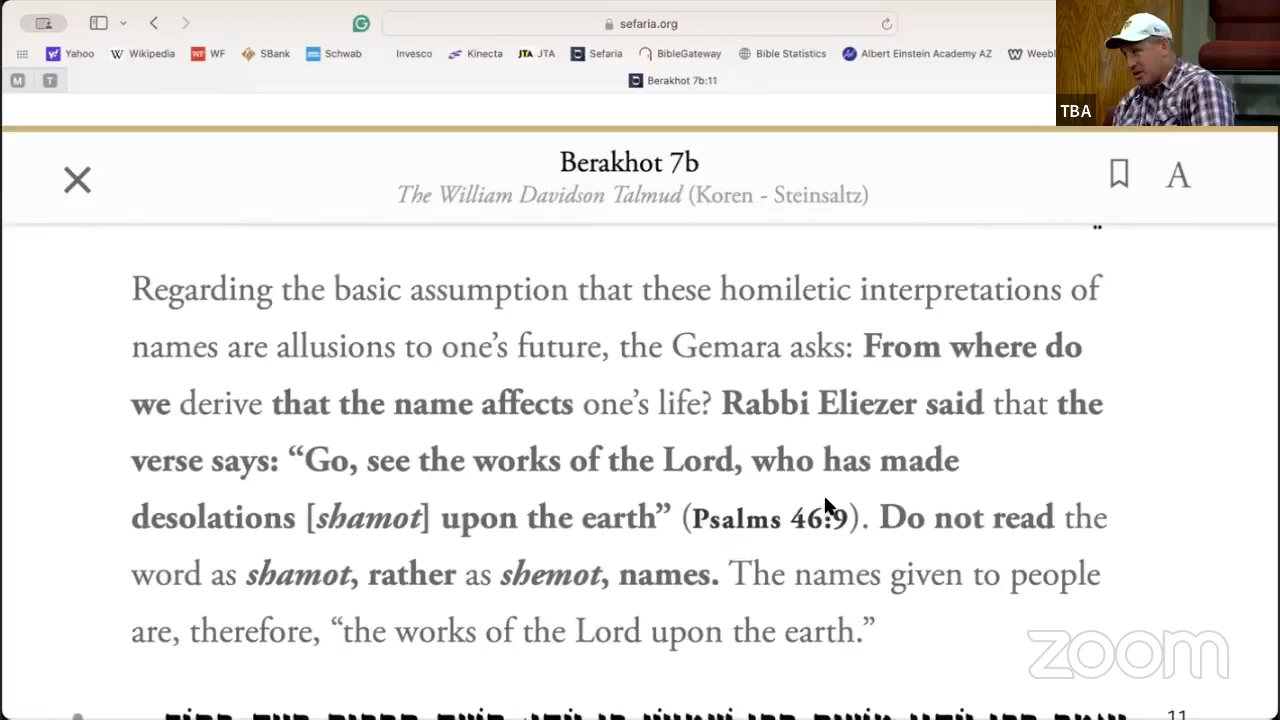 sefaria.org
Yahoo W Wikipedia WF WF SBank Schwab Invesco Kinecta JTA JTA Sefaria BibleGateway Bible Statistics Albert Einstein Academy AZ Weebl
M T Berakhot 7b:11
TBA
Berakhot 7b
A
The William Davidson Talmud (Koren - Steinsaltz)
Regarding the basic assumption that these homiletic interpretations of
names are allusions to one’s future, the Gemara asks: From where do
we derive that the name affects one’s life? Rabbi Eliezer said that the
verse says: “Go, see the works of the Lord, who has made
desolations [shamot] upon the earth” (Psalms 46:9). Do not read the
word as shamot, rather as shemot, names. The names given to people
are, therefore, “the works of the Lord upon the earth.”
zoom
11